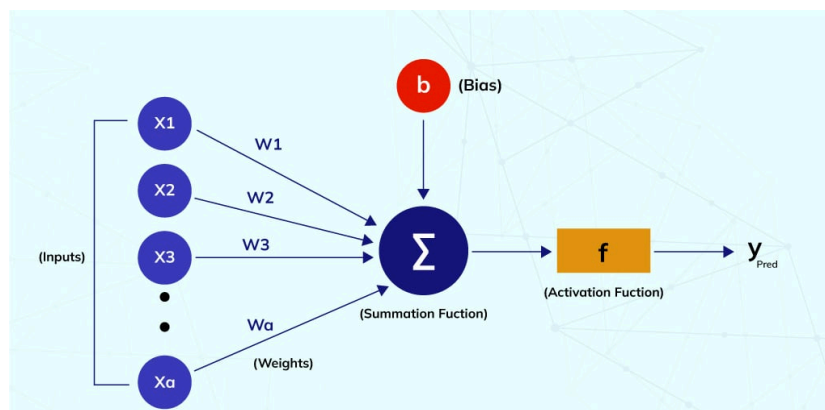 b
(Bias)
X1
W1
X2
W2
X3
W3
(Inputs)
Σ
f
y
Pred
(Activation Fuction)
(Summation Fuction)
Wa
(Weights)
Xa